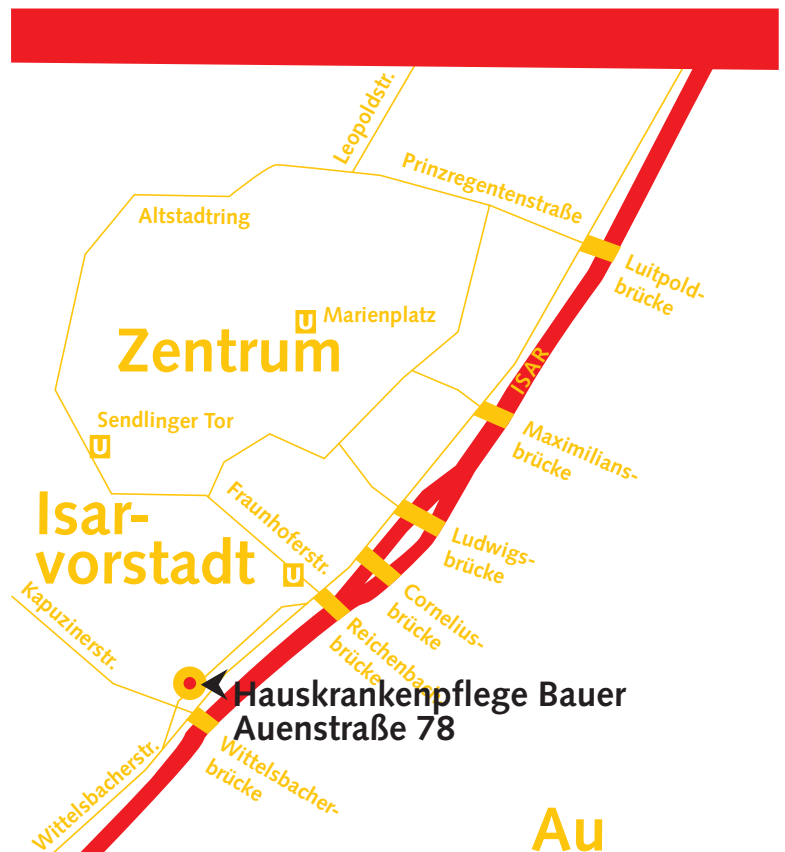 Leopoldstr.
Prinzregentenstraße
Altstadtring
Luitpold-
brücke
U Marienplatz
Zentrum
ISAR
Sendlinger Tor
U
Maximilians-
brücke
Isar-
vorstadt
Fraunhoferstr.
U
Ludwigs-
brücke
Kapuzinerstr.
Cornelius-
brücke
Reichenbach
brücke
Hauskrankenpflege Bauer
Auenstraße 78
Wittelsbacherstr.
Wittelsbacher-
brücke
Au